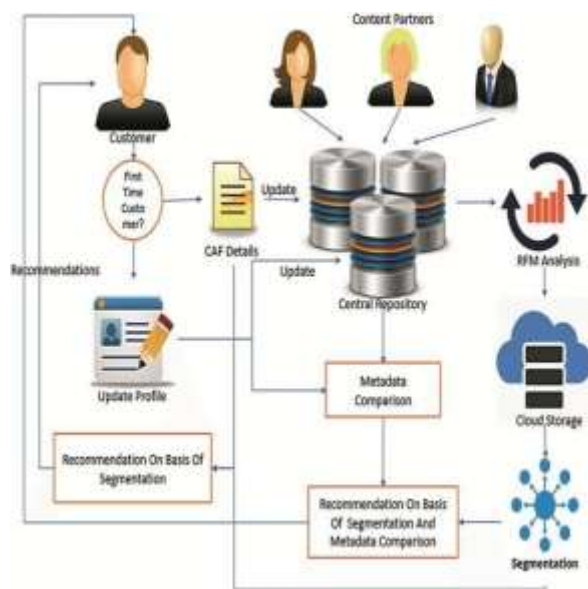 Content Partners
Customer
First
Time
Custo
mer?
Update
CAF Details
Recommendations
Update
RFM Analysis
Central Repository
Update Profile
Metadata
Comparison
Cloud Storage
Recommendation On Basis Of
Segmentation
Recommendation On Basis
Of Segmentation And
Metadata Comparison
Segmentation